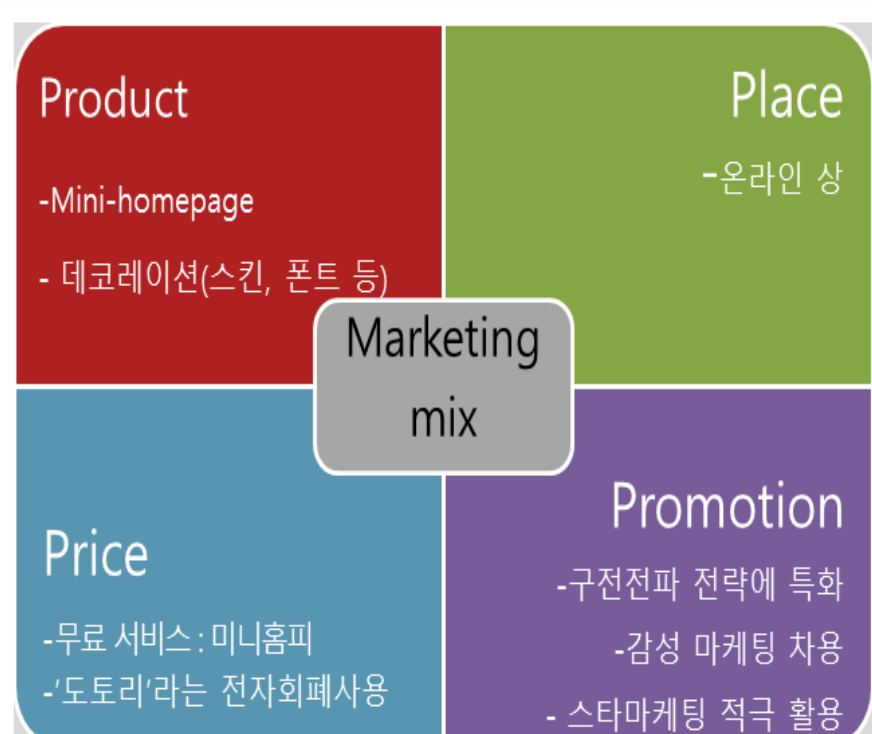 Product
-Mini-homepage
- 데코레이션(스킨, 폰트 등)
Place
-온라인 상
Marketing
mix
Price
-무료 서비스 : 미니홈피
-'도토리'라는 전자회폐사용
Promotion
-구전전파 전략에 특화
-감성 마케팅 차용
- 스타마케팅 적극 활용